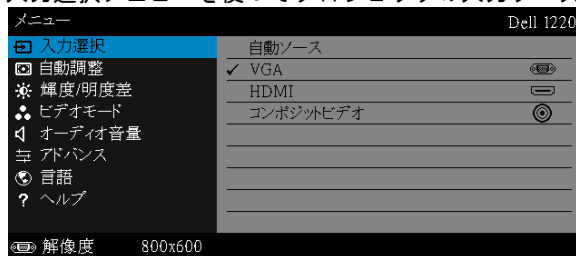 メニュー Dell 1220
入力選択 自動ソース
自動調整 ✓ VGA
輝度/明度差 HDMI
ビデオモード コンポジットビデオ
オーディオ音量
アドバンス
言語
? ヘルプ
解像度 800x600